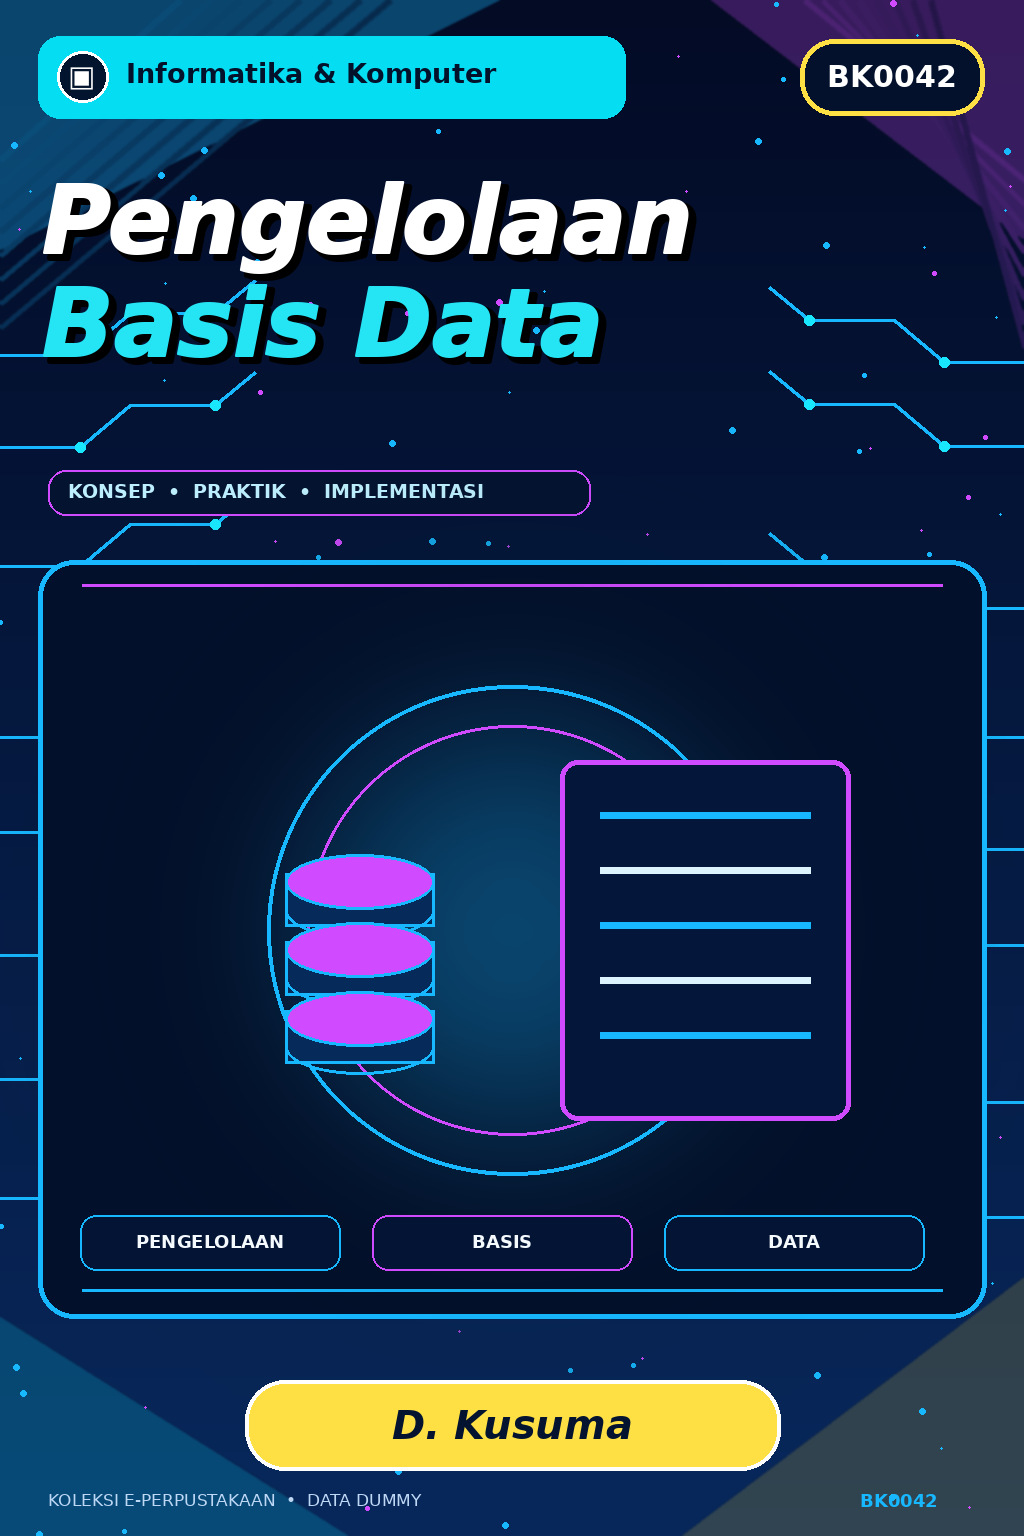 Informatika & Komputer
BK0042
Pengelolaan
Basis Data
KONSEP • PRAKTIK • IMPLEMENTASI
PENGELOLAAN
BASIS
DATA
D. Kusuma
KOLEKSI E-PERPUSTAKAAN • DATA DUMMY
BK0042